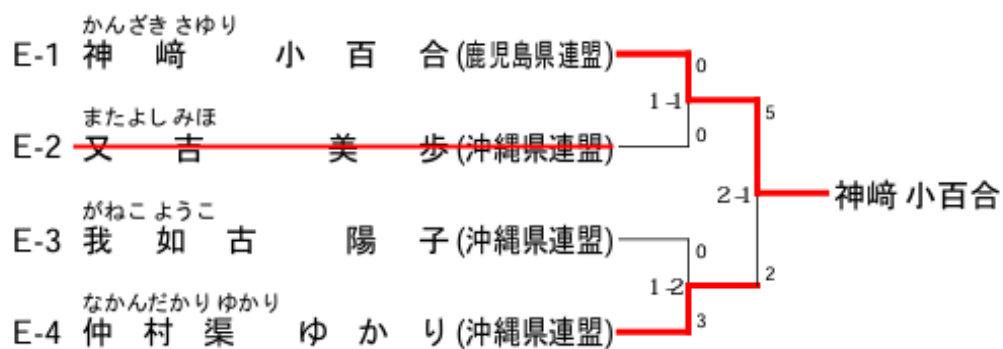 かんざき さゆり
E-1 神 﨑 小 百 合 (鹿児島県連盟)
0
1-1
5
またよし みほ
E-2 又 吉 美 歩 (沖縄県連盟)
0
2-1
神﨑 小百合
がねこ ようこ
E-3 我 如 古 陽 子 (沖縄県連盟)
0
1-2
2
なかんだかり ゆかり
E-4 仲 村 渠 ゆ か り (沖縄県連盟)
3